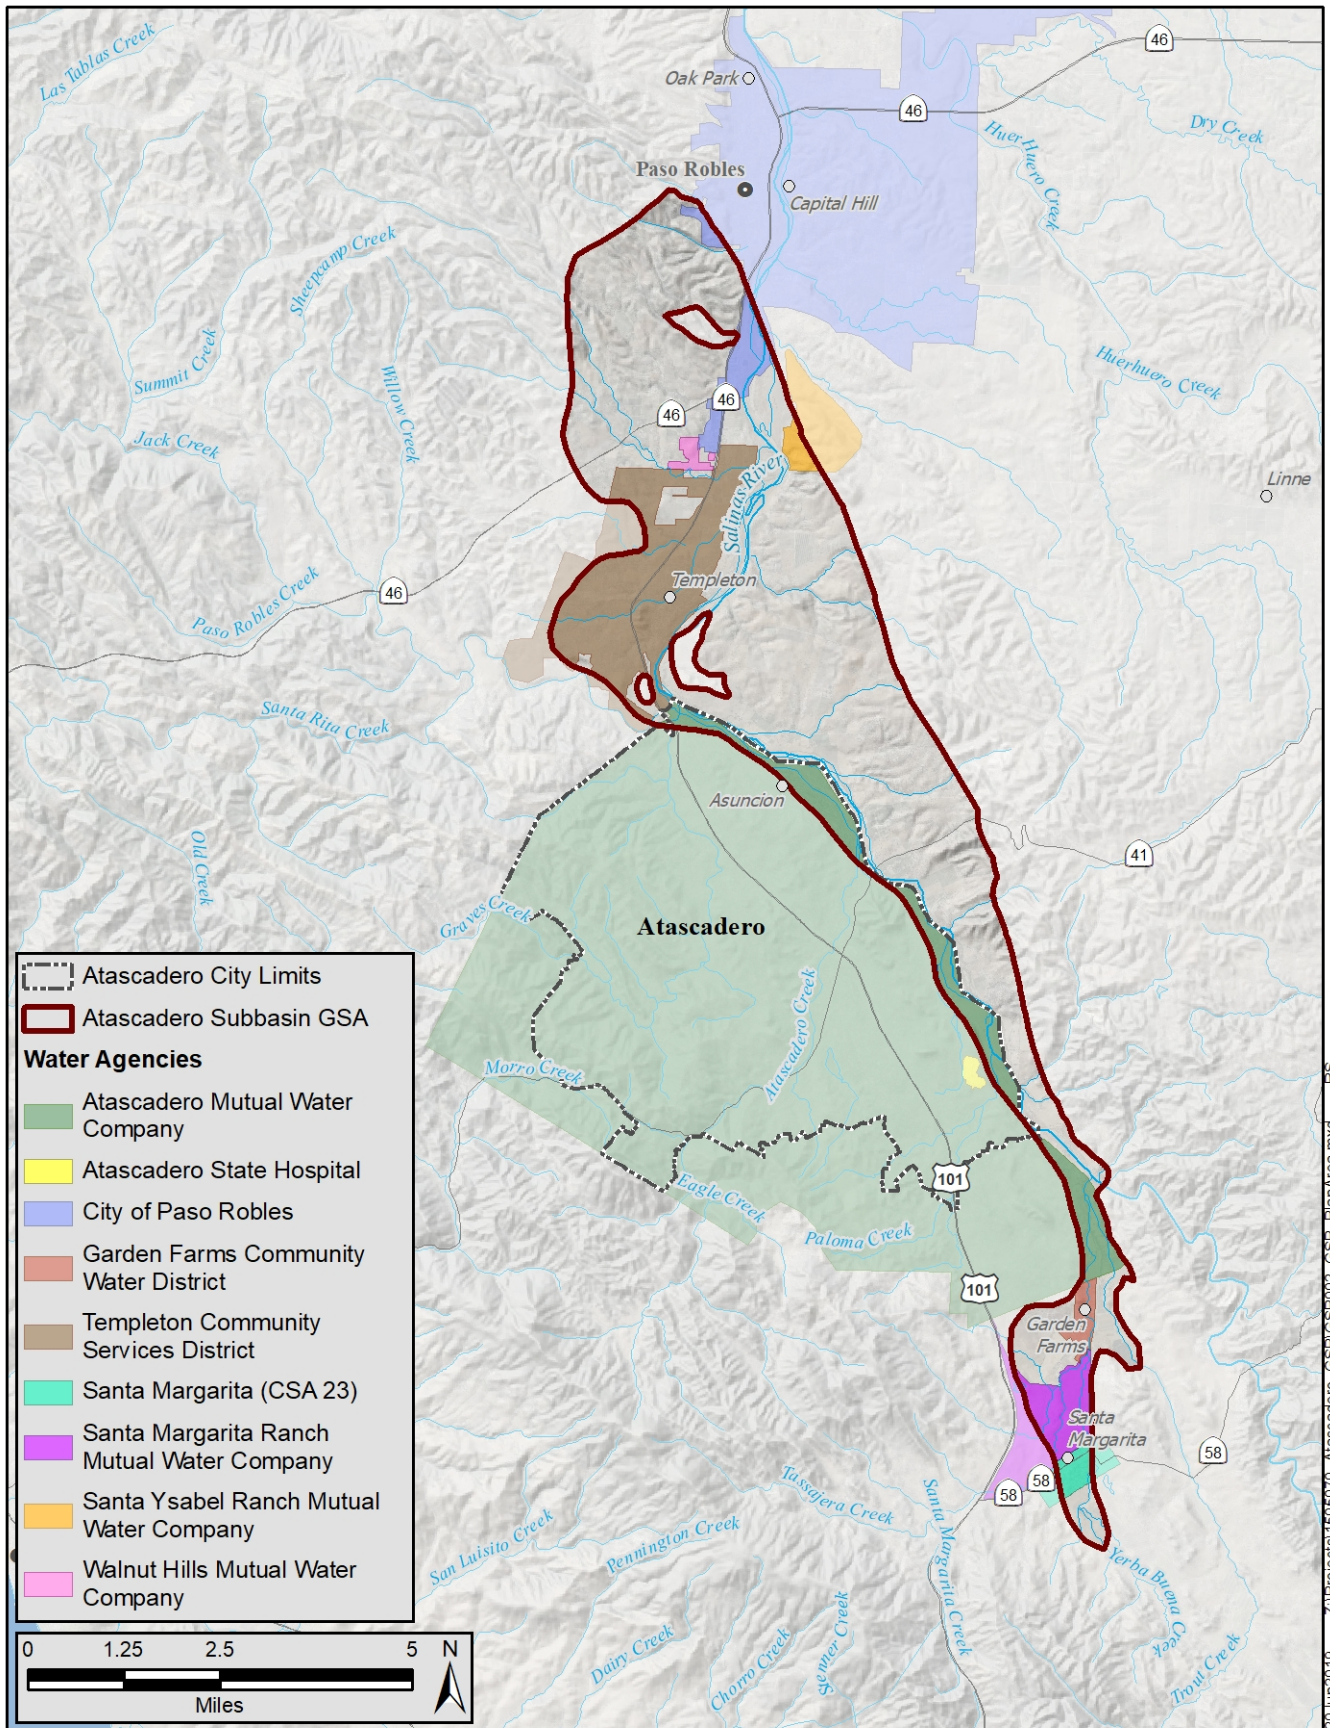 Las Tablas Creek
46
Oak Park
46
Dry Creek
Huer Huero Creek
Paso Robles
Capital Hill
Sheepcamp Creek
Summit Creek
Willow Creek
Huerhuero Creek
46
46
Jack Creek
Linne
Salinas River
Templeton
46
Paso Robles Creek
Santa Rita Creek
Asuncion
41
Old Creek
Graves Creek
Atascadero
Atascadero Creek
Morro Creek
101
Eagle Creek
Paloma Creek
101
Garden
Farms
Santa
Margarita
58
58
58
Tassajera Creek
Santa Margarita Creek
San Luisito Creek
Pennington Creek
Yerba Buena Creek
Stenner Creek
Dairy Creek
Chorro Creek
Trout Creek
Atascadero City Limits
Atascadero Subbasin GSA
Water Agencies
Atascadero Mutual Water
Company
Atascadero State Hospital
City of Paso Robles
Garden Farms Community
Water District
Templeton Community
Services District
Santa Margarita (CSA 23)
Santa Margarita Ranch
Mutual Water Company
Santa Ysabel Ranch Mutual
Water Company
Walnut Hills Mutual Water
Company
0 1.25 2.5 5 N
Miles